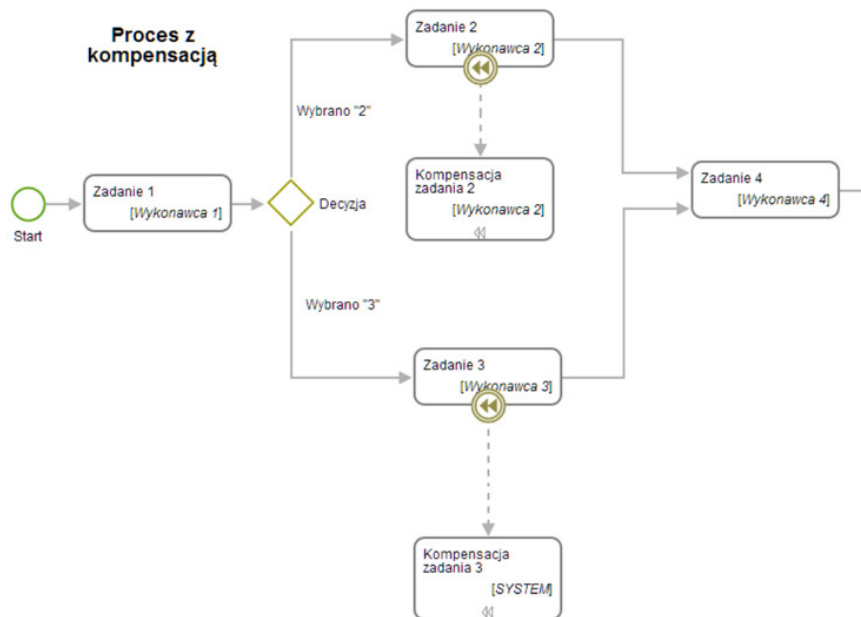 Proces z
kompensacją
Zadanie 2
[Wykonawca 2]
Wybrano "2"
Zadanie 1
[Wykonawca 1]
Start
Decyzja
Kompensacja
zadania 2
[Wykonawca 2]
Zadanie 4
[Wykonawca 4]
Wybrano "3"
Zadanie 3
[Wykonawca 3]
Kompensacja
zadania 3
[SYSTEM]